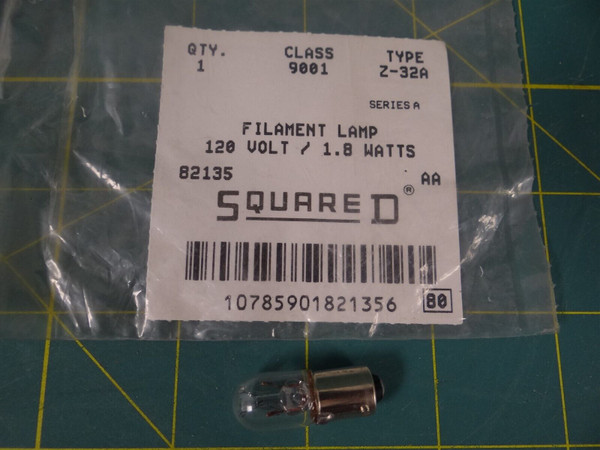 QTY. CLASS TYPE
1 9001 Z-32A
SERIES A
FILAMENT LAMP
120 VOLT / 1.8 WATTS
82135 AA
SQUARE D®
10785901821356 80